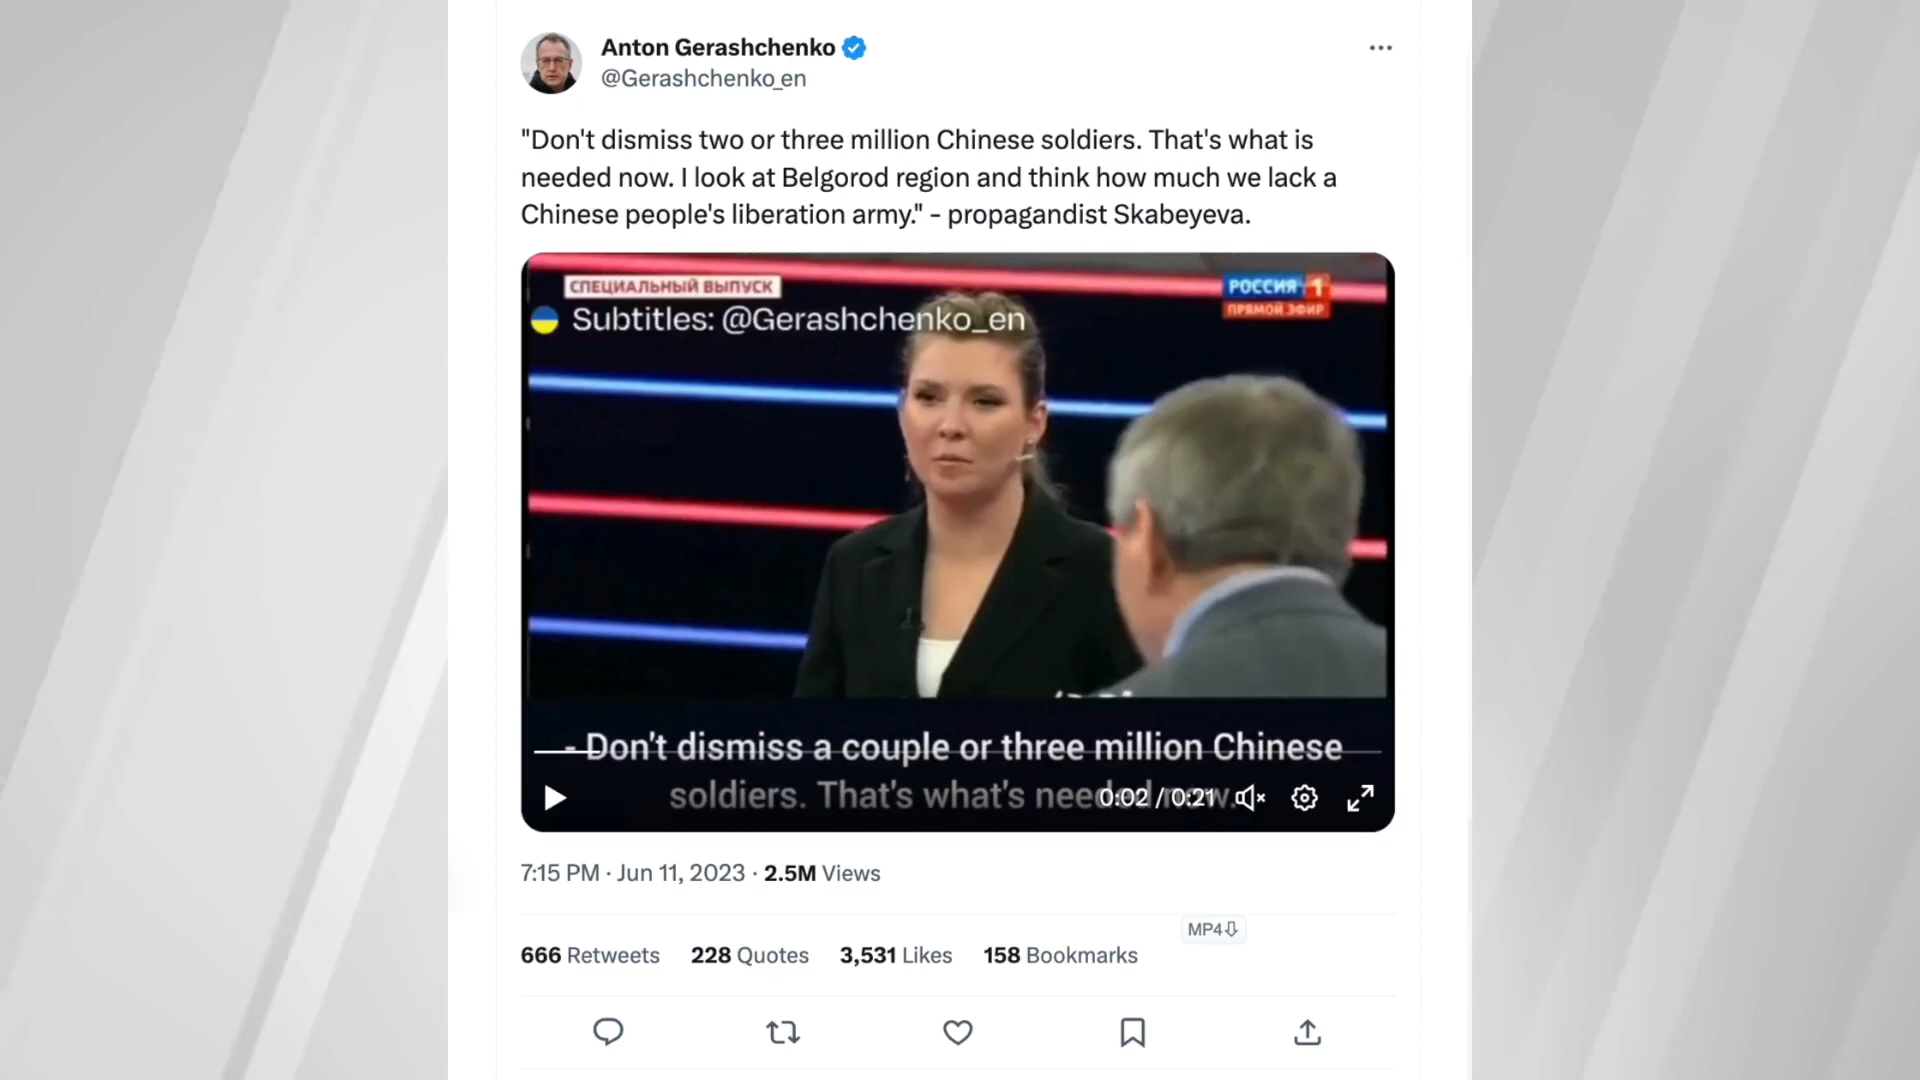 Anton Gerashchenko
@Gerashchenko_en
"Don't dismiss two or three million Chinese soldiers. That's what is
needed now. I look at Belgorod region and think how much we lack a
Chinese people's liberation army." - propagandist Skabeyeva.
СПЕЦИАЛЬНЫЙ ВЫПУСК
РОССИЯ 1
ПРЯМОЙ ЭФИР
Subtitles: @Gerashchenko_en
- Don't dismiss a couple or three million Chinese
soldiers. That's what's needed now.
0:02 / 0:21
7:15 PM · Jun 11, 2023 · 2.5M Views
MP4
666 Retweets 228 Quotes 3,531 Likes 158 Bookmarks